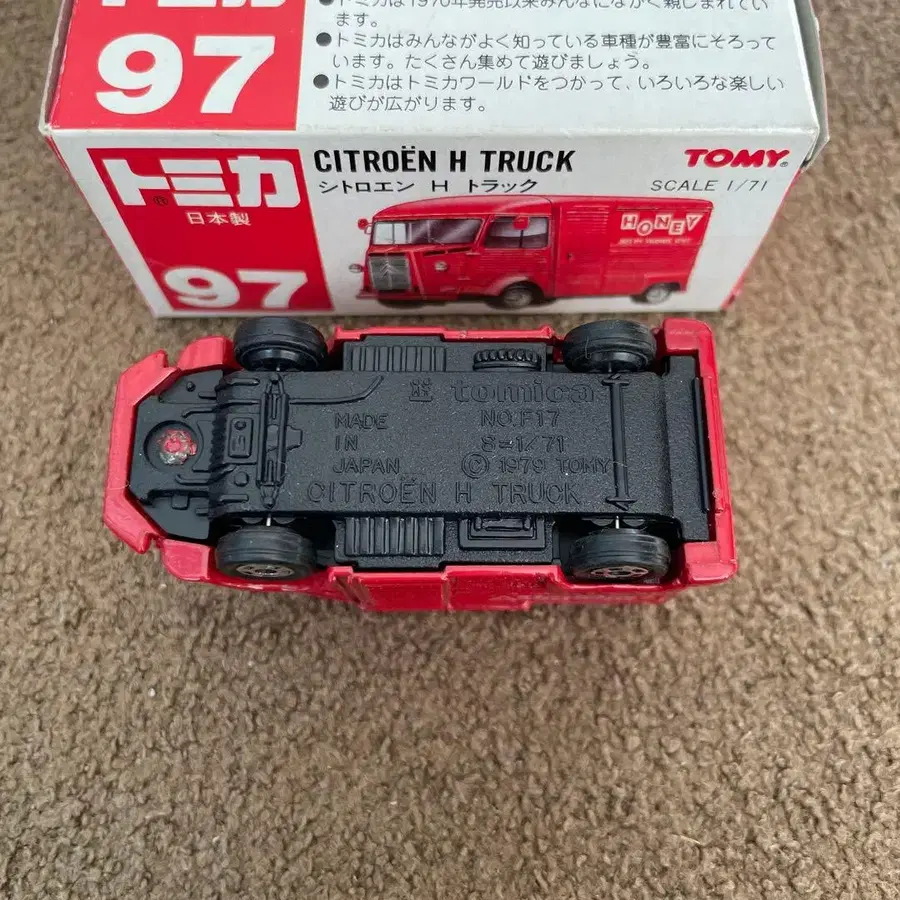 トミカ
97
●トミカは1970年発売以来みんなにながく親しまれています。
●トミカはみんながよく知っている車種が豊富にそろって
います。たくさん集めて遊びましょう。
●トミカはトミカワールドをつかって、いろいろな楽しい
遊びが広がります。
トミカ®
日本製
97
CITROËN H TRUCK
シトロエン H トラック
TOMY®
SCALE 1/71
HONEY
tomica
MADE
IN
JAPAN
NO.F17
S=1/71
© 1979 TOMY
CITROËN H TRUCK